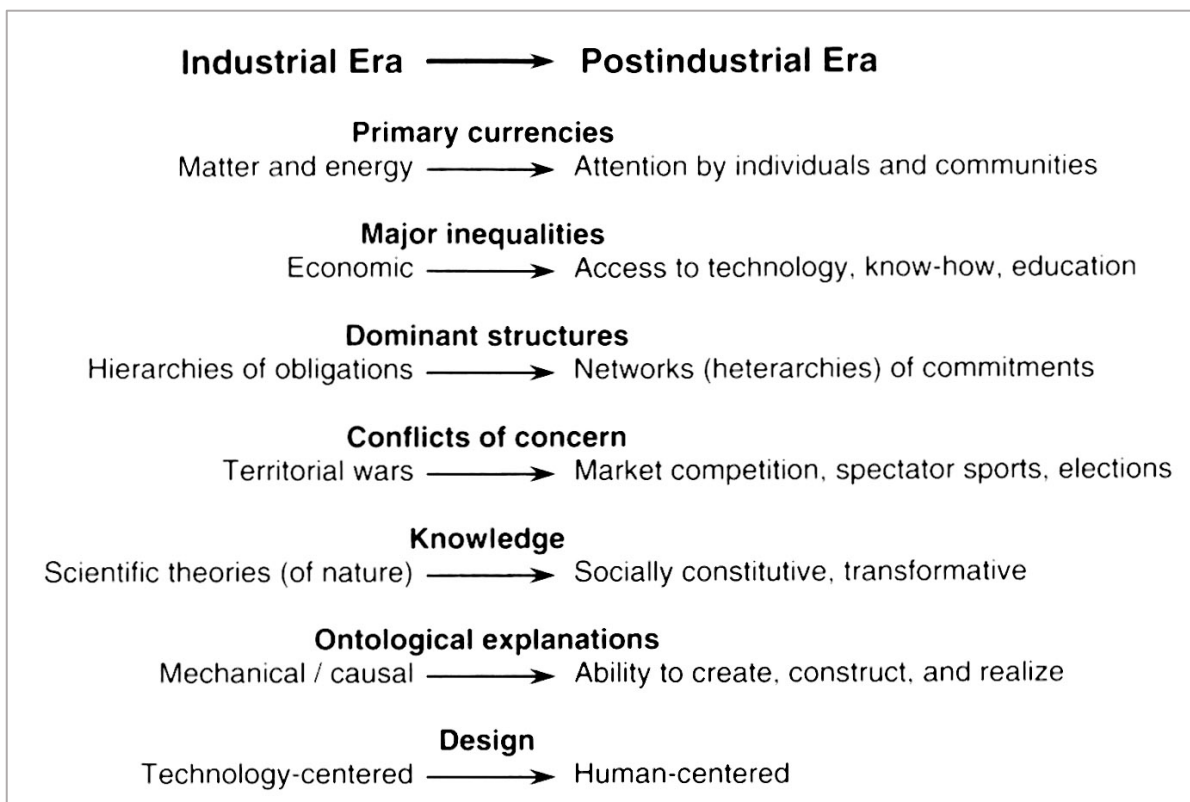 Industrial Era → Postindustrial Era
Primary currencies
Matter and energy → Attention by individuals and communities
Major inequalities
Economic → Access to technology, know-how, education
Dominant structures
Hierarchies of obligations → Networks (heterarchies) of commitments
Conflicts of concern
Territorial wars → Market competition, spectator sports, elections
Knowledge
Scientific theories (of nature) → Socially constitutive, transformative
Ontological explanations
Mechanical / causal → Ability to create, construct, and realize
Design
Technology-centered → Human-centered